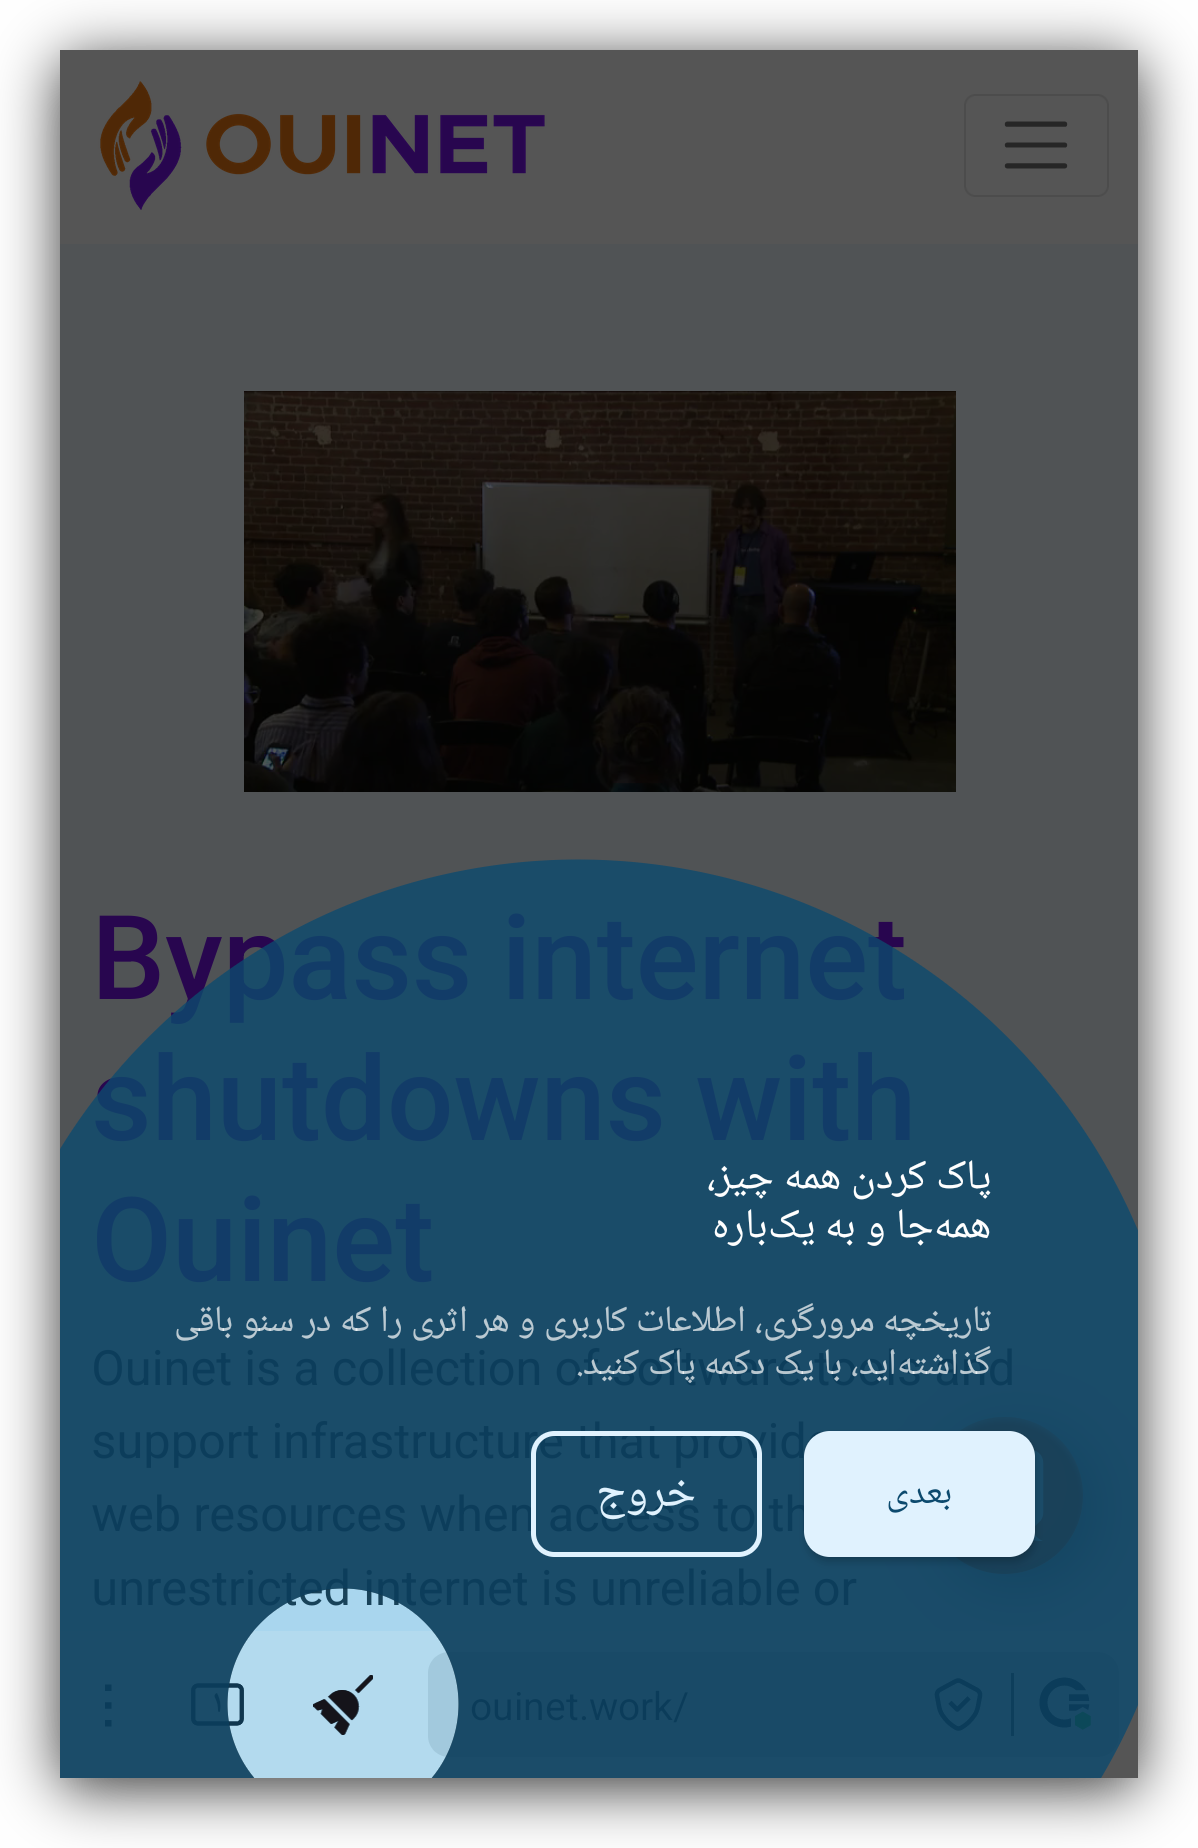 OUINET
Bypass internet
shutdowns with
Ouinet
پاک کردن همه چیز،
همه‌جا و به یک‌باره
تاریخچه مرورگری، اطلاعات کاربری و هر اثری را که در سنو باقی
گذاشته‌اید، با یک دکمه پاک کنید.
Ouinet is a collection of software tools and
support infrastructure that provide
web resources when access to the
unrestricted internet is unreliable or
بعدی
خروج
۱
ouinet.work/